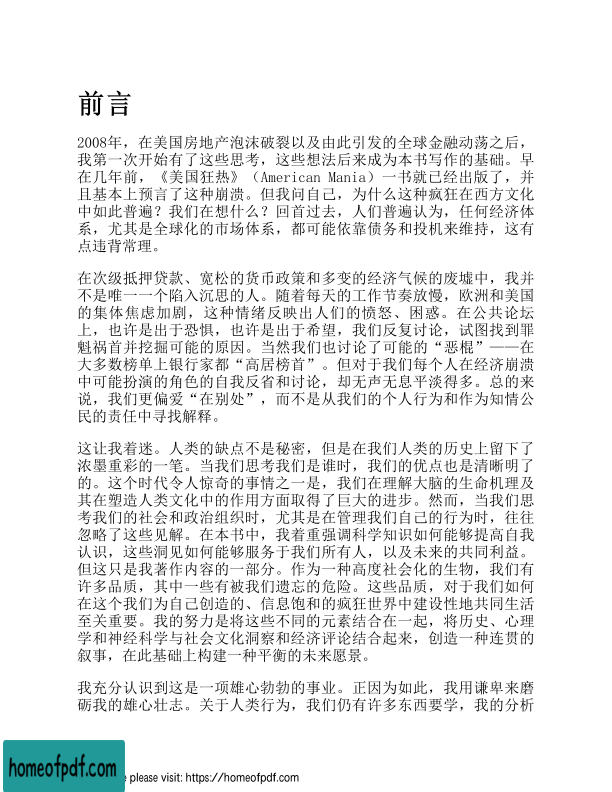 前言
2008年，在美国房地产泡沫破裂以及由此引发的全球金融动荡之后，
我第一次开始有了这些思考，这些想法后来成为本书写作的基础。早
在几年前，《美国狂热》（American Mania）一书就已经出版了，并
且基本上预言了这种崩溃。但我问自己，为什么这种疯狂在西方文化
中如此普遍？我们在想什么？回首过去，人们普遍认为，任何经济体
系，尤其是全球化的市场体系，都可能依靠债务和投机来维持，这有
点违背常理。
在次级抵押贷款、宽松的货币政策和多变的经济气候的废墟中，我并
不是唯一一个陷入沉思的人。随着每天的工作节奏放慢，欧洲和美国
的集体焦虑加剧，这种情绪反映出人们的愤怒、困惑。在公共论坛
上，也许是出于恐惧，也许是出于希望，我们反复讨论，试图找到罪
魁祸首并挖掘可能的原因。当然我们也讨论了可能的“恶棍”——在
大多数榜单上银行家都“高居榜首”。但对于我们每个人在经济崩溃
中可能扮演的角色的自我反省和讨论，却无声无息平淡得多。总的来
说，我们更偏爱“在别处”，而不是从我们的个人行为和作为知情公
民的责任中寻找解释。
这让我着迷。人类的缺点不是秘密，但是在我们人类的历史上留下了
浓墨重彩的一笔。当我们思考我们是谁时，我们的优点也是清晰明了
的。这个时代令人惊奇的事情之一是，我们在理解大脑的生命机理及
其在塑造人类文化中的作用方面取得了巨大的进步。然而，当我们思
考我们的社会和政治组织时，尤其是在管理我们自己的行为时，往往
忽略了这些见解。在本书中，我着重强调科学知识如何能够提高自我
认识，这些洞见如何能够服务于我们所有人，以及未来的共同利益。
但这只是我著作内容的一部分。作为一种高度社会化的生物，我们有
许多品质，其中一些有被我们遗忘的危险。这些品质，对于我们如何
在这个我们为自己创造的、信息饱和的疯狂世界中建设性地共同生活
至关重要。我的努力是将这些不同的元素结合在一起，将历史、心理
学和神经科学与社会文化洞察和经济评论结合起来，创造一种连贯的
叙事，在此基础上构建一种平衡的未来愿景。
我充分认识到这是一项雄心勃勃的事业。正因为如此，我用谦卑来磨
砺我的雄心壮志。关于人类行为，我们仍有许多东西要学，我的分析
homeofpdf.com
e please visit: https://homeofpdf.com